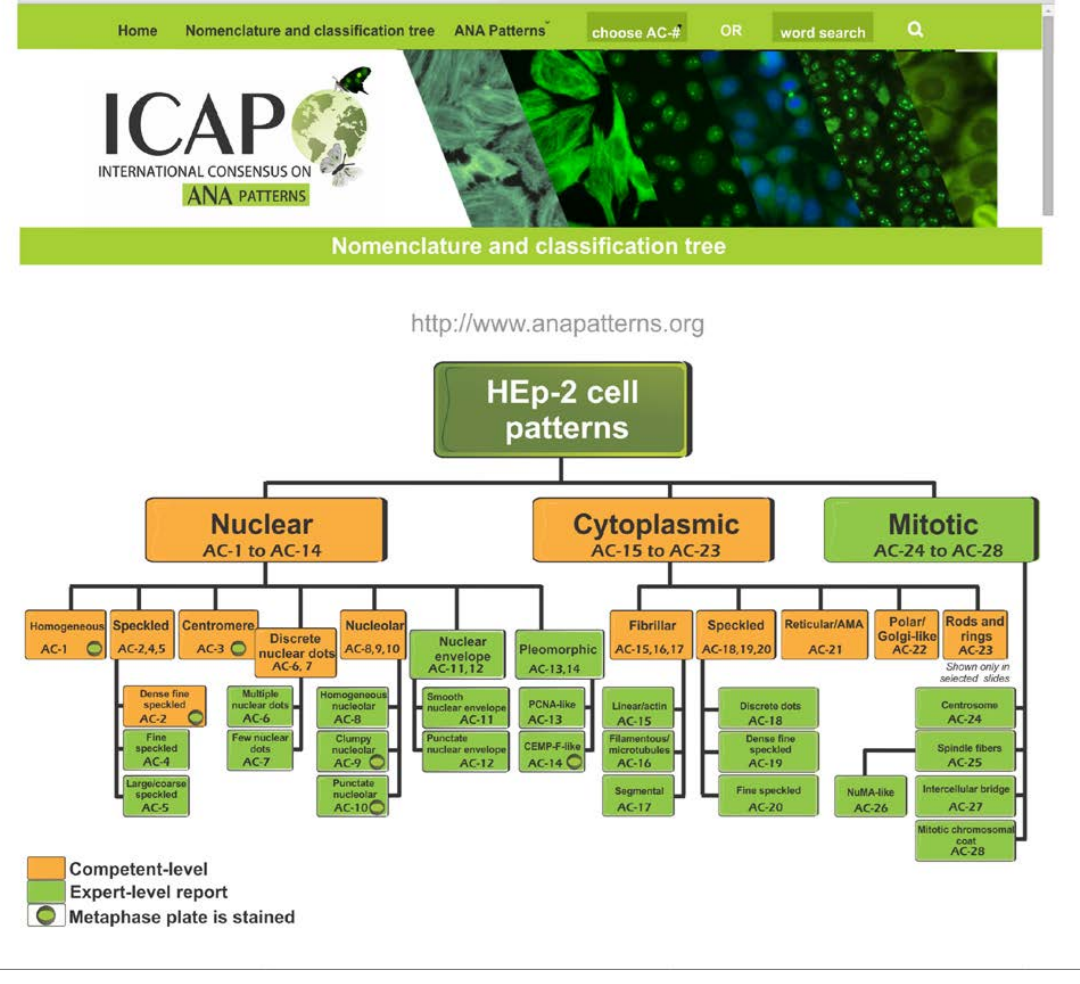 Home Nomenclature and classification tree ANA Patterns choose AC-# OR word search
ICAP
INTERNATIONAL CONSENSUS ON
ANA PATTERNS
Nomenclature and classification tree
http://www.anapatterns.org
HEp-2 cell
patterns
Nuclear
AC-1 to AC-14
Cytoplasmic
AC-15 to AC-23
Mitotic
AC-24 to AC-28
Homogeneous
AC-1
Speckled
AC-2,4,5
Centromere
AC-3
Discrete
nuclear dots
AC-6, 7
Nucleolar
AC-8,9,10
Nuclear
envelope
AC-11,12
Pleomorphic
AC-13,14
Fibrillar
AC-15,16,17
Speckled
AC-18,19,20
Reticular/AMA
AC-21
Polar/
Golgi-like
AC-22
Rods and
rings
AC-23
Shown only in
selected slides
Dense fine
speckled
AC-2
Fine
speckled
AC-4
Large/coarse
speckled
AC-5
Multiple
nuclear dots
AC-6
Few nuclear
dots
AC-7
Homogeneous
nucleolar
AC-8
Clumpy
nucleolar
AC-9
Punctate
nucleolar
AC-10
Smooth
nuclear envelope
AC-11
Punctate
nuclear envelope
AC-12
PCNA-like
AC-13
CEMP-F-like
AC-14
Linear/actin
AC-15
Filamentous/
microtubules
AC-16
Segmental
AC-17
Discrete dots
AC-18
Dense fine
speckled
AC-19
Fine speckled
AC-20
Centrosome
AC-24
Spindle fibers
AC-25
NuMA-like
AC-26
Intercellular bridge
AC-27
Mitotic chromosomal
coat
AC-28
Competent-level
Expert-level report
Metaphase plate is stained